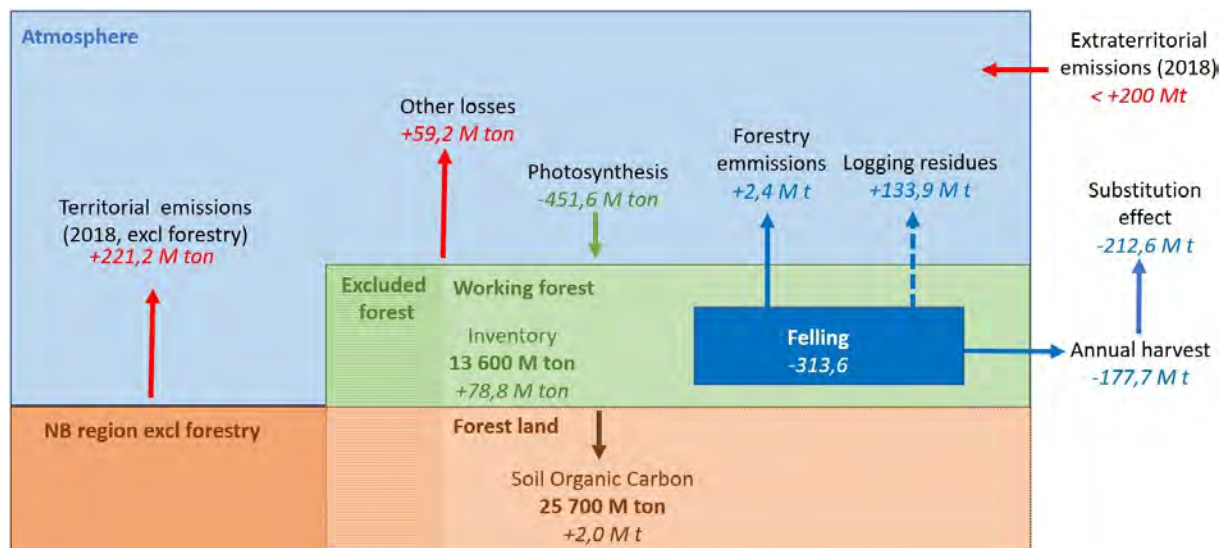 Atmosphere
Extraterritorial
emissions (2018)
< +200 Mt
Other losses
+59,2 M ton
Photosynthesis
-451,6 M ton
Forestry
emmissions
+2,4 M t
Logging residues
+133,9 M t
Substitution
effect
-212,6 M t
Territorial emissions
(2018, excl forestry)
+221,2 M ton
Excluded
forest
Working forest
Inventory
13 600 M ton
+78,8 M ton
Felling
-313,6
Annual harvest
-177,7 M t
NB region excl forestry
Forest land
Soil Organic Carbon
25 700 M ton
+2,0 M t